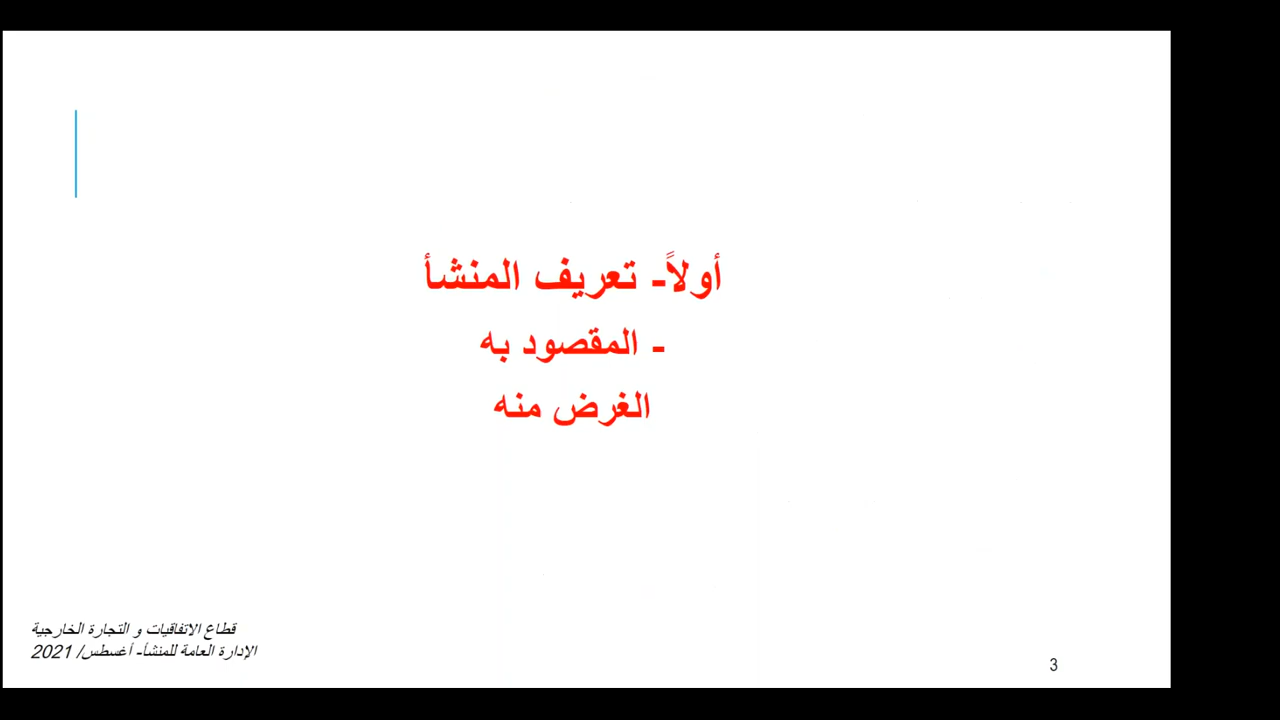 أولاً- تعريف المنشأ
- المقصود به
الغرض منه
قطاع الاتفاقيات و التجارة الخارجية
الإدارة العامة للمنشأ- أغسطس/ 2021
3